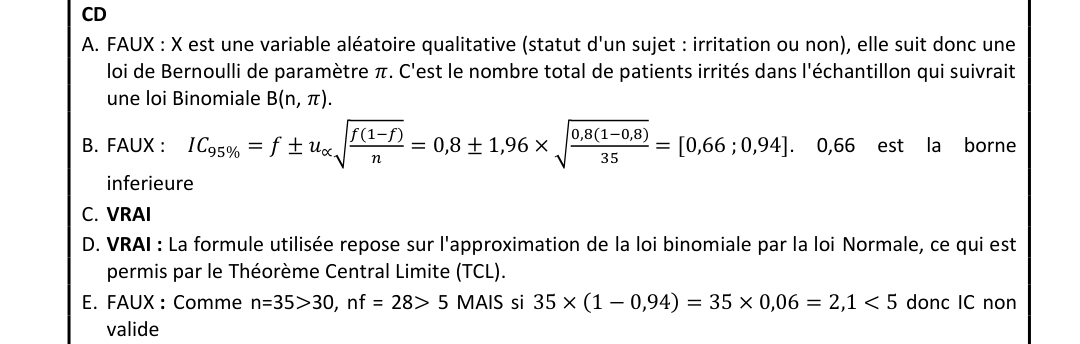 CD
A. FAUX : X est une variable aléatoire qualitative (statut d'un sujet : irritation ou non), elle suit donc une
loi de Bernoulli de paramètre π. C'est le nombre total de patients irrités dans l'échantillon qui suivrait
une loi Binomiale B(n, π).
B. FAUX : IC₉₅% = f ± u∝√(f(1−f)/n) = 0,8 ± 1,96 × √(0,8(1−0,8)/35) = [0,66 ; 0,94]. 0,66 est la borne
inferieure
C. VRAI
D. VRAI : La formule utilisée repose sur l'approximation de la loi binomiale par la loi Normale, ce qui est
permis par le Théorème Central Limite (TCL).
E. FAUX : Comme n=35>30, nf = 28> 5 MAIS si 35 × (1 − 0,94) = 35 × 0,06 = 2,1 < 5 donc IC non
valide